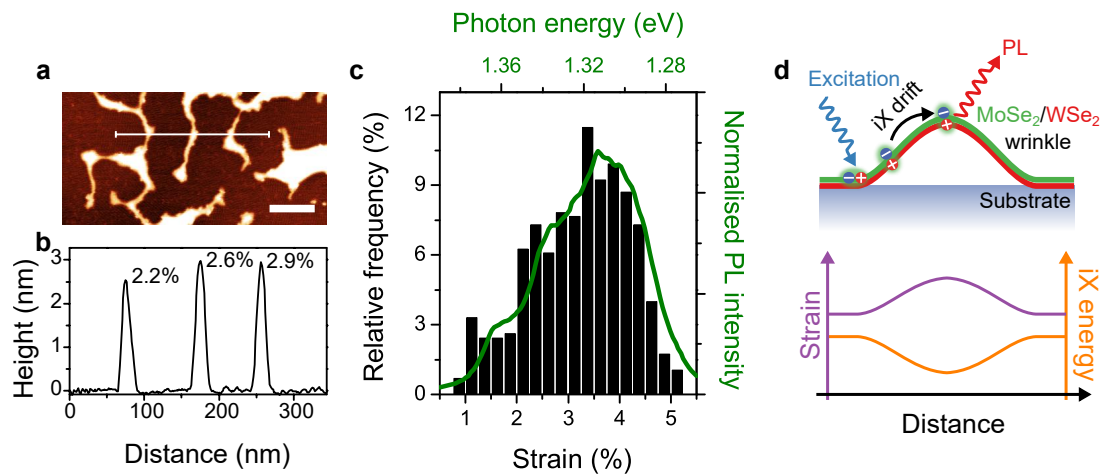 a
b
Height (nm)
3
2
1
0
2.2%
2.6%
2.9%
0
100
200
300
Distance (nm)
c
Photon energy (eV)
1.36
1.32
1.28
Relative frequency (%)
12
9
6
3
0
1
2
3
4
5
Strain (%)
Normalised PL intensity
d
Excitation
iX drift
PL
MoSe₂/WSe₂
wrinkle
− +
− +
− +
Substrate
Strain
iX energy
Distance